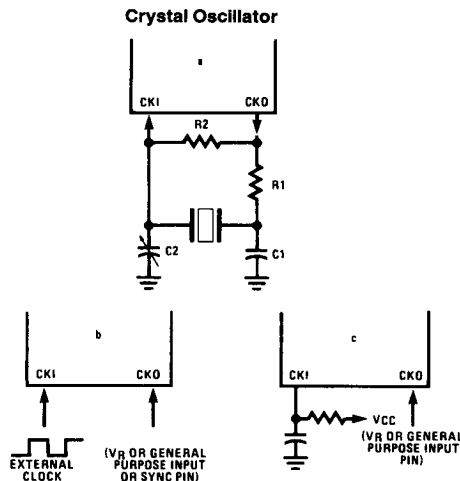 Crystal Oscillator
a
CKI CKO
R2
R1
C2 C1
b
CKI CKO
EXTERNAL
CLOCK
(VR OR GENERAL
PURPOSE INPUT
OR SYNC PIN)
c
CKI CKO
VCC
(VR OR GENERAL
PURPOSE INPUT
PIN)